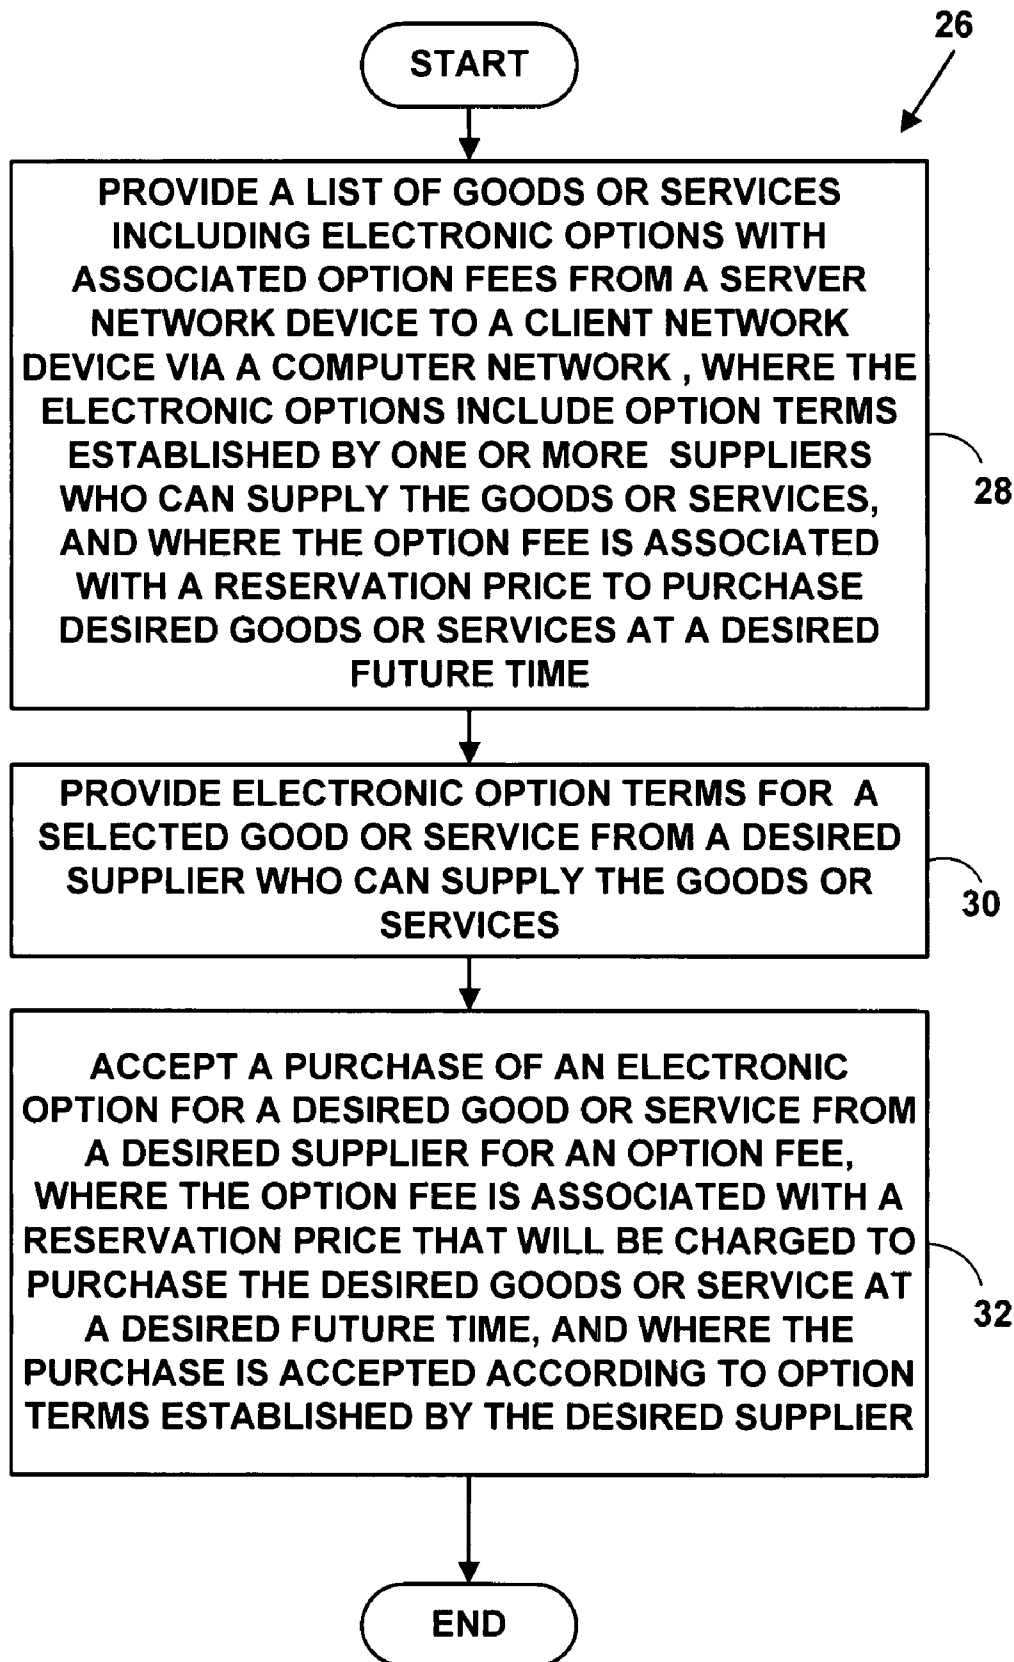 26
START
PROVIDE A LIST OF GOODS OR SERVICES
INCLUDING ELECTRONIC OPTIONS WITH
ASSOCIATED OPTION FEES FROM A SERVER
NETWORK DEVICE TO A CLIENT NETWORK
DEVICE VIA A COMPUTER NETWORK , WHERE THE
ELECTRONIC OPTIONS INCLUDE OPTION TERMS
ESTABLISHED BY ONE OR MORE SUPPLIERS
WHO CAN SUPPLY THE GOODS OR SERVICES,
AND WHERE THE OPTION FEE IS ASSOCIATED
WITH A RESERVATION PRICE TO PURCHASE
DESIRED GOODS OR SERVICES AT A DESIRED
FUTURE TIME
28
PROVIDE ELECTRONIC OPTION TERMS FOR A
SELECTED GOOD OR SERVICE FROM A DESIRED
SUPPLIER WHO CAN SUPPLY THE GOODS OR
SERVICES
30
ACCEPT A PURCHASE OF AN ELECTRONIC
OPTION FOR A DESIRED GOOD OR SERVICE FROM
A DESIRED SUPPLIER FOR AN OPTION FEE,
WHERE THE OPTION FEE IS ASSOCIATED WITH A
RESERVATION PRICE THAT WILL BE CHARGED TO
PURCHASE THE DESIRED GOODS OR SERVICE AT
A DESIRED FUTURE TIME, AND WHERE THE
PURCHASE IS ACCEPTED ACCORDING TO OPTION
TERMS ESTABLISHED BY THE DESIRED SUPPLIER
32
END